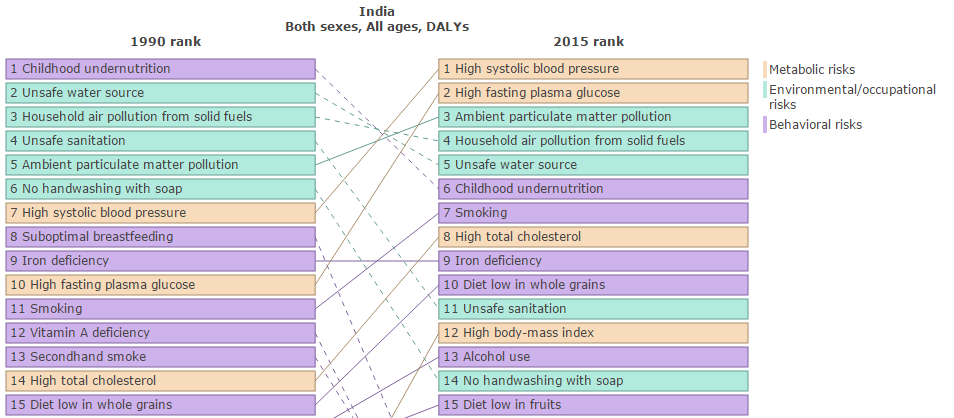 India
Both sexes, All ages, DALYs
1990 rank
2015 rank
1 Childhood undernutrition
2 Unsafe water source
3 Household air pollution from solid fuels
4 Unsafe sanitation
5 Ambient particulate matter pollution
6 No handwashing with soap
7 High systolic blood pressure
8 Suboptimal breastfeeding
9 Iron deficiency
10 High fasting plasma glucose
11 Smoking
12 Vitamin A deficiency
13 Secondhand smoke
14 High total cholesterol
15 Diet low in whole grains
1 High systolic blood pressure
2 High fasting plasma glucose
3 Ambient particulate matter pollution
4 Household air pollution from solid fuels
5 Unsafe water source
6 Childhood undernutrition
7 Smoking
8 High total cholesterol
9 Iron deficiency
10 Diet low in whole grains
11 Unsafe sanitation
12 High body-mass index
13 Alcohol use
14 No handwashing with soap
15 Diet low in fruits
Metabolic risks
Environmental/occupational
risks
Behavioral risks